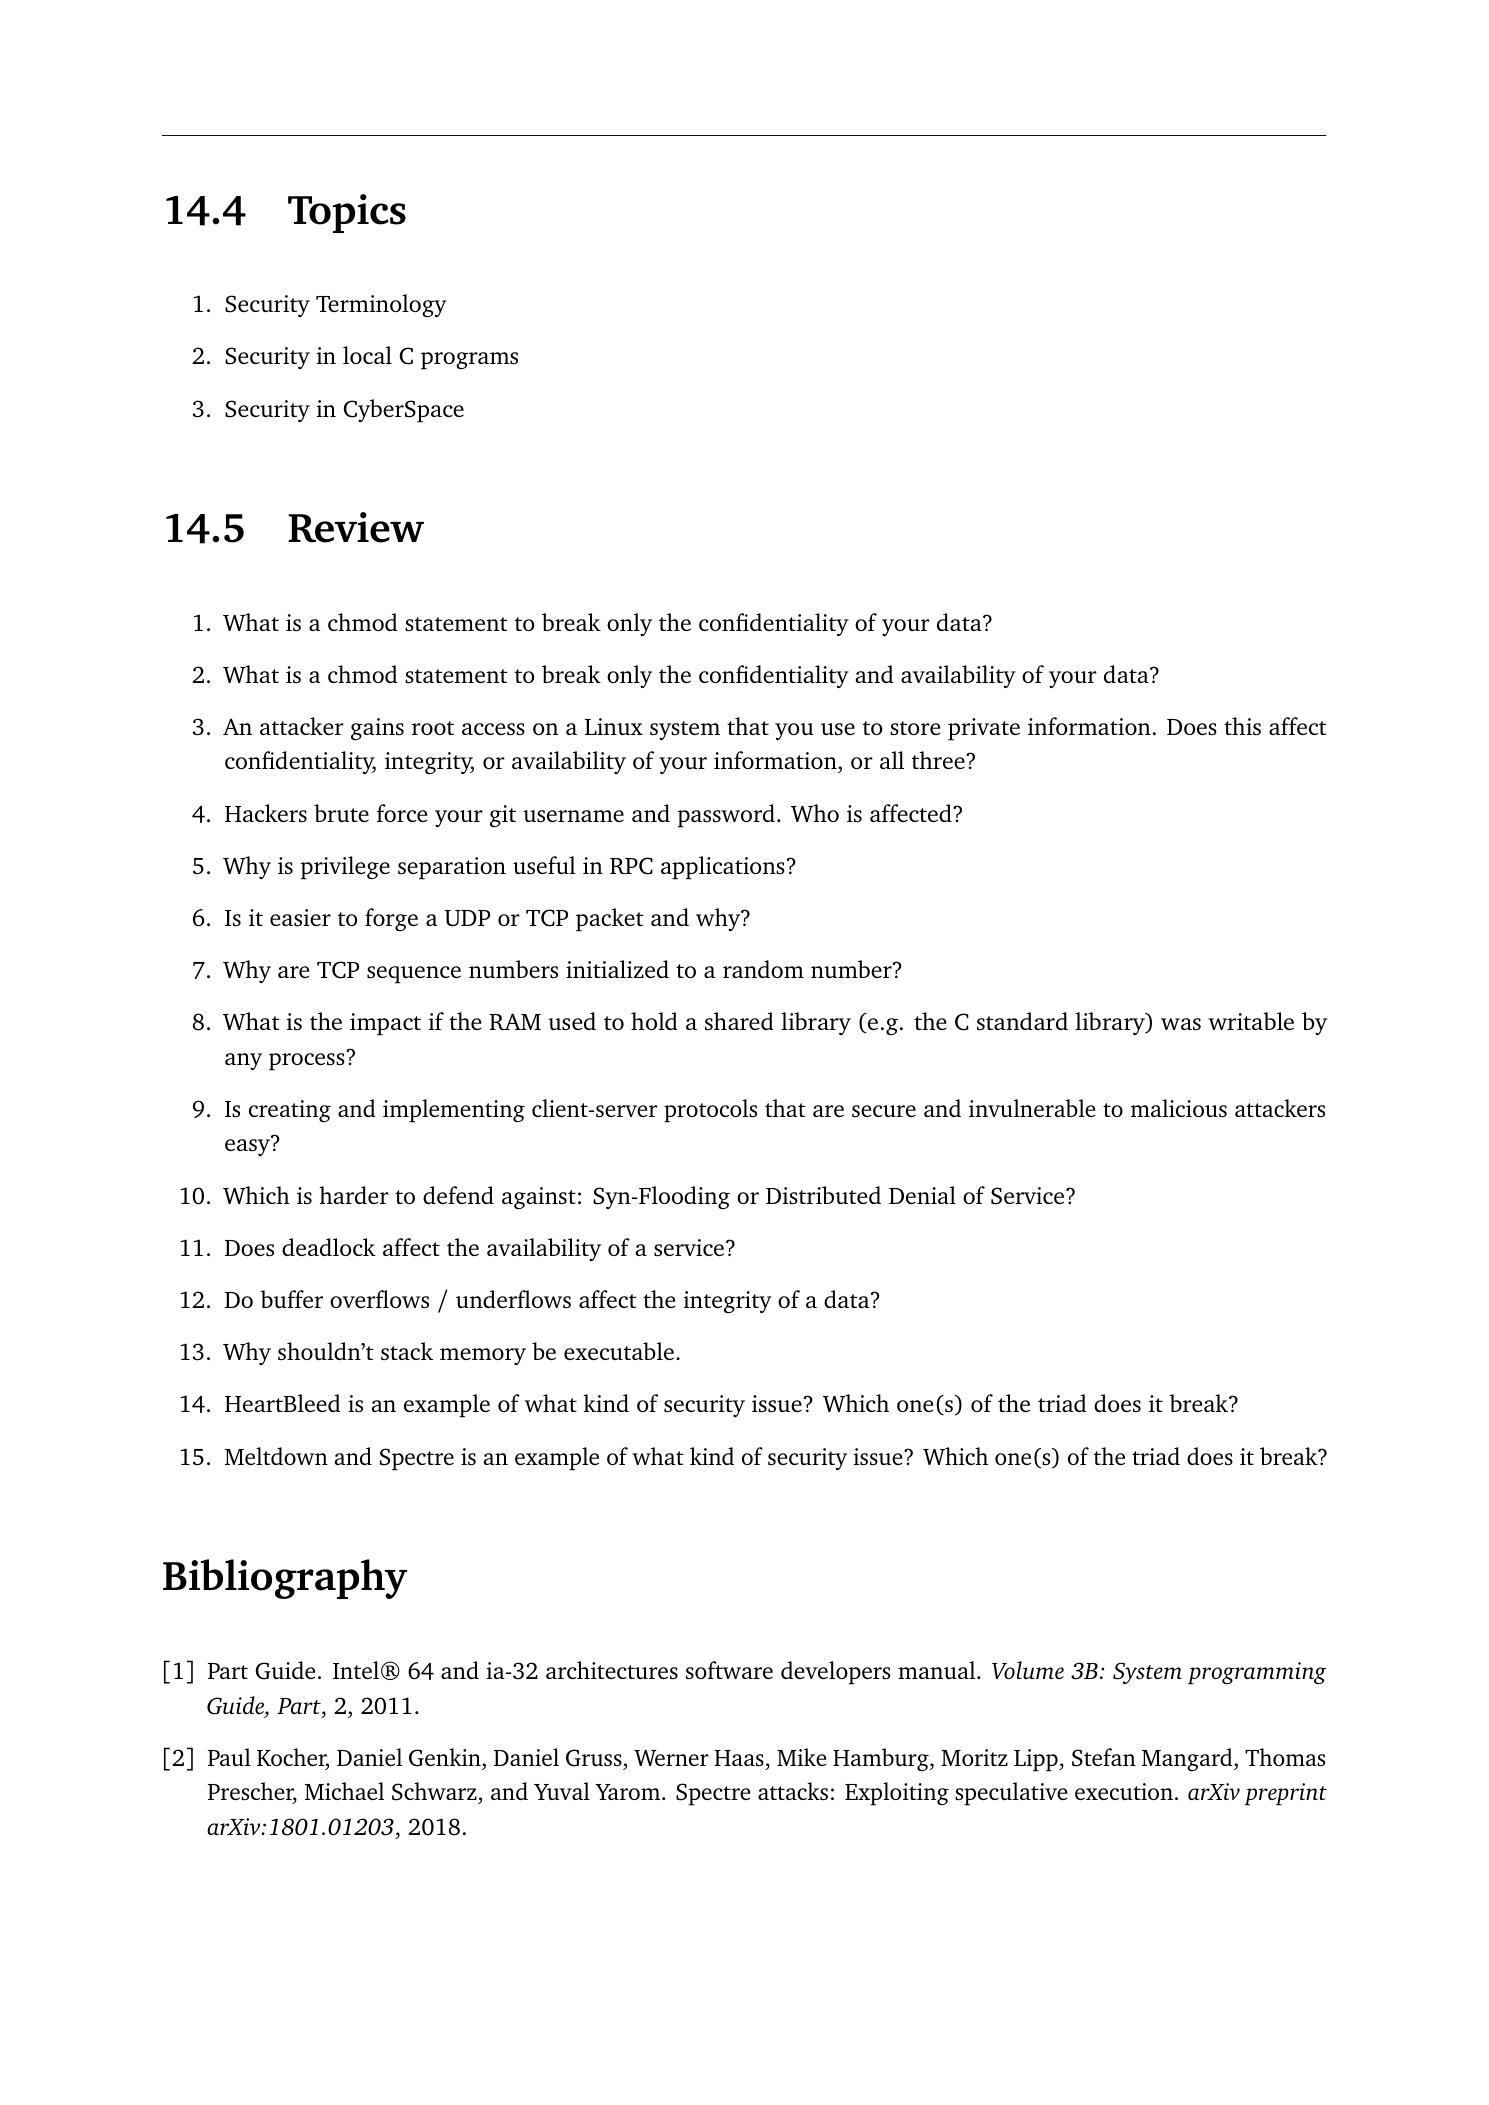 14.4 Topics
1. Security Terminology
2. Security in local C programs
3. Security in CyberSpace
14.5 Review
1. What is a chmod statement to break only the confidentiality of your data?
2. What is a chmod statement to break only the confidentiality and availability of your data?
3. An attacker gains root access on a Linux system that you use to store private information. Does this affect
confidentiality, integrity, or availability of your information, or all three?
4. Hackers brute force your git username and password. Who is affected?
5. Why is privilege separation useful in RPC applications?
6. Is it easier to forge a UDP or TCP packet and why?
7. Why are TCP sequence numbers initialized to a random number?
8. What is the impact if the RAM used to hold a shared library (e.g. the C standard library) was writable by
any process?
9. Is creating and implementing client-server protocols that are secure and invulnerable to malicious attackers
easy?
10. Which is harder to defend against: Syn-Flooding or Distributed Denial of Service?
11. Does deadlock affect the availability of a service?
12. Do buffer overflows / underflows affect the integrity of a data?
13. Why shouldn't stack memory be executable.
14. HeartBleed is an example of what kind of security issue? Which one(s) of the triad does it break?
15. Meltdown and Spectre is an example of what kind of security issue? Which one(s) of the triad does it break?
Bibliography
[1] Part Guide. Intel® 64 and ia-32 architectures software developers manual. Volume 3B: System programming
Guide, Part, 2, 2011.
[2] Paul Kocher, Daniel Genkin, Daniel Gruss, Werner Haas, Mike Hamburg, Moritz Lipp, Stefan Mangard, Thomas
Prescher, Michael Schwarz, and Yuval Yarom. Spectre attacks: Exploiting speculative execution. arXiv preprint
arXiv:1801.01203, 2018.